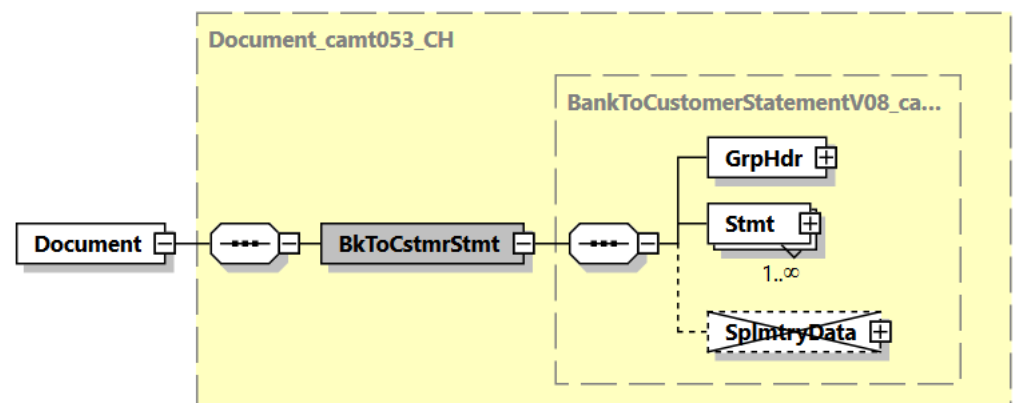 Document_camt053_CH
BankToCustomerStatementV08_ca...
GrpHdr
Document
BkToCstmrStmt
Stmt
1..∞
SplmtryData